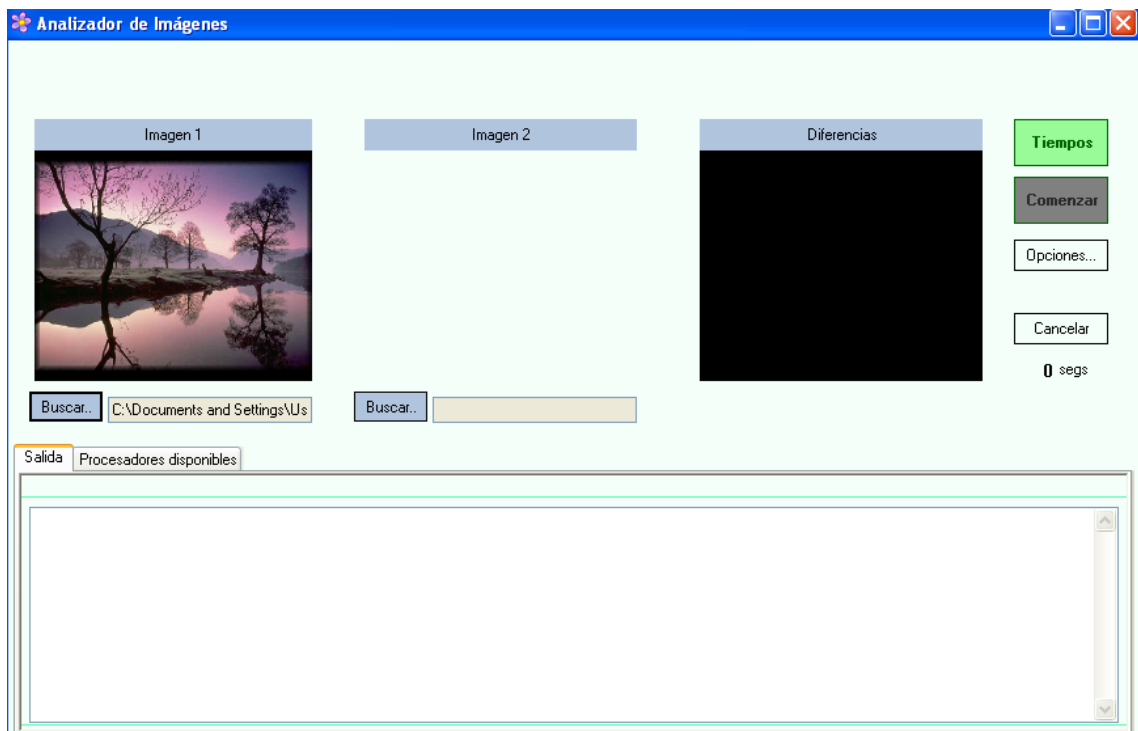 Analizador de Imágenes
Imagen 1
Imagen 2
Diferencias
Tiempos
Comenzar
Opciones...
Cancelar
0 segs
Buscar..
C:\Documents and Settings\Us
Buscar..
Salida
Procesadores disponibles